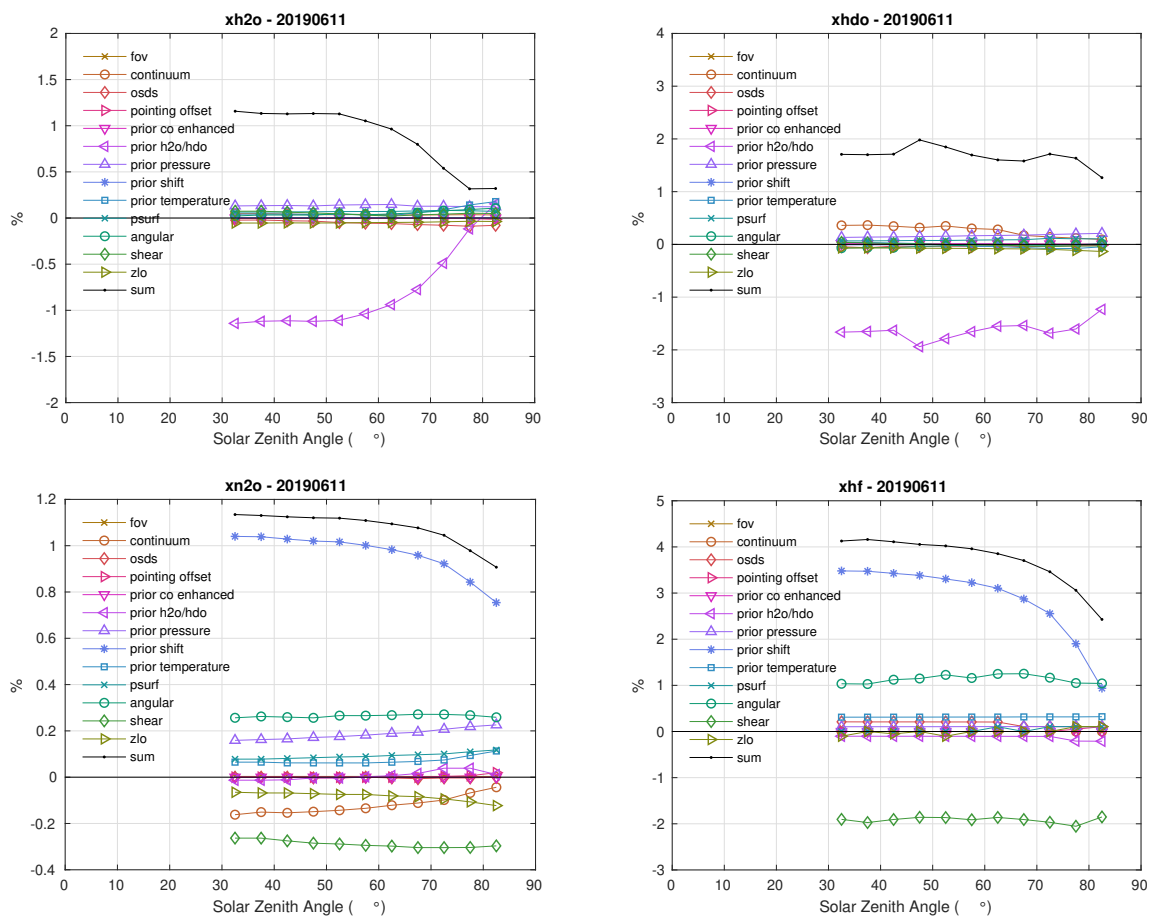 xh2o - 20190611
2
1.5
1
0.5
0
-0.5
-1
-1.5
-2
%
fov
continuum
osds
pointing offset
prior co enhanced
prior h2o/hdo
prior pressure
prior shift
prior temperature
psurf
angular
shear
zlo
sum
0 10 20 30 40 50 60 70 80 90
Solar Zenith Angle ( °)
xhdo - 20190611
4
3
2
1
0
-1
-2
-3
%
fov
continuum
osds
pointing offset
prior co enhanced
prior h2o/hdo
prior pressure
prior shift
prior temperature
psurf
angular
shear
zlo
sum
0 10 20 30 40 50 60 70 80 90
Solar Zenith Angle ( °)
xn2o - 20190611
1.2
1
0.8
0.6
0.4
0.2
0
-0.2
-0.4
%
fov
continuum
osds
pointing offset
prior co enhanced
prior h2o/hdo
prior pressure
prior shift
prior temperature
psurf
angular
shear
zlo
sum
0 10 20 30 40 50 60 70 80 90
Solar Zenith Angle ( °)
xhf - 20190611
5
4
3
2
1
0
-1
-2
-3
%
fov
continuum
osds
pointing offset
prior co enhanced
prior h2o/hdo
prior pressure
prior shift
prior temperature
psurf
angular
shear
zlo
sum
0 10 20 30 40 50 60 70 80 90
Solar Zenith Angle ( °)